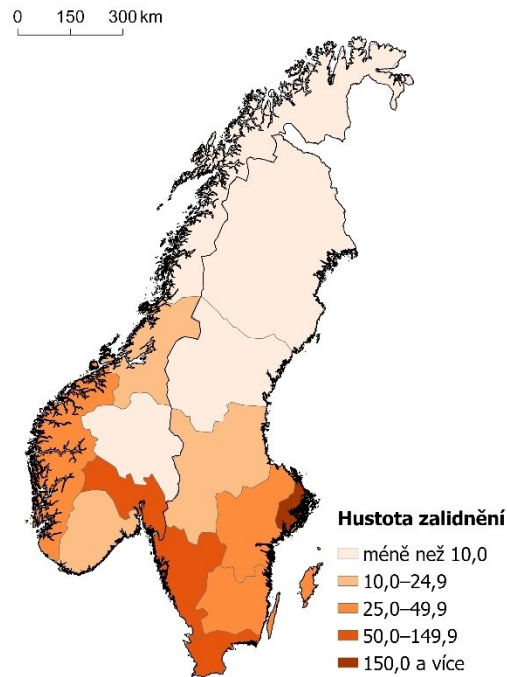 0 150 300 km
Hustota zalidnění
méně než 10,0
10,0–24,9
25,0–49,9
50,0–149,9
150,0 a více